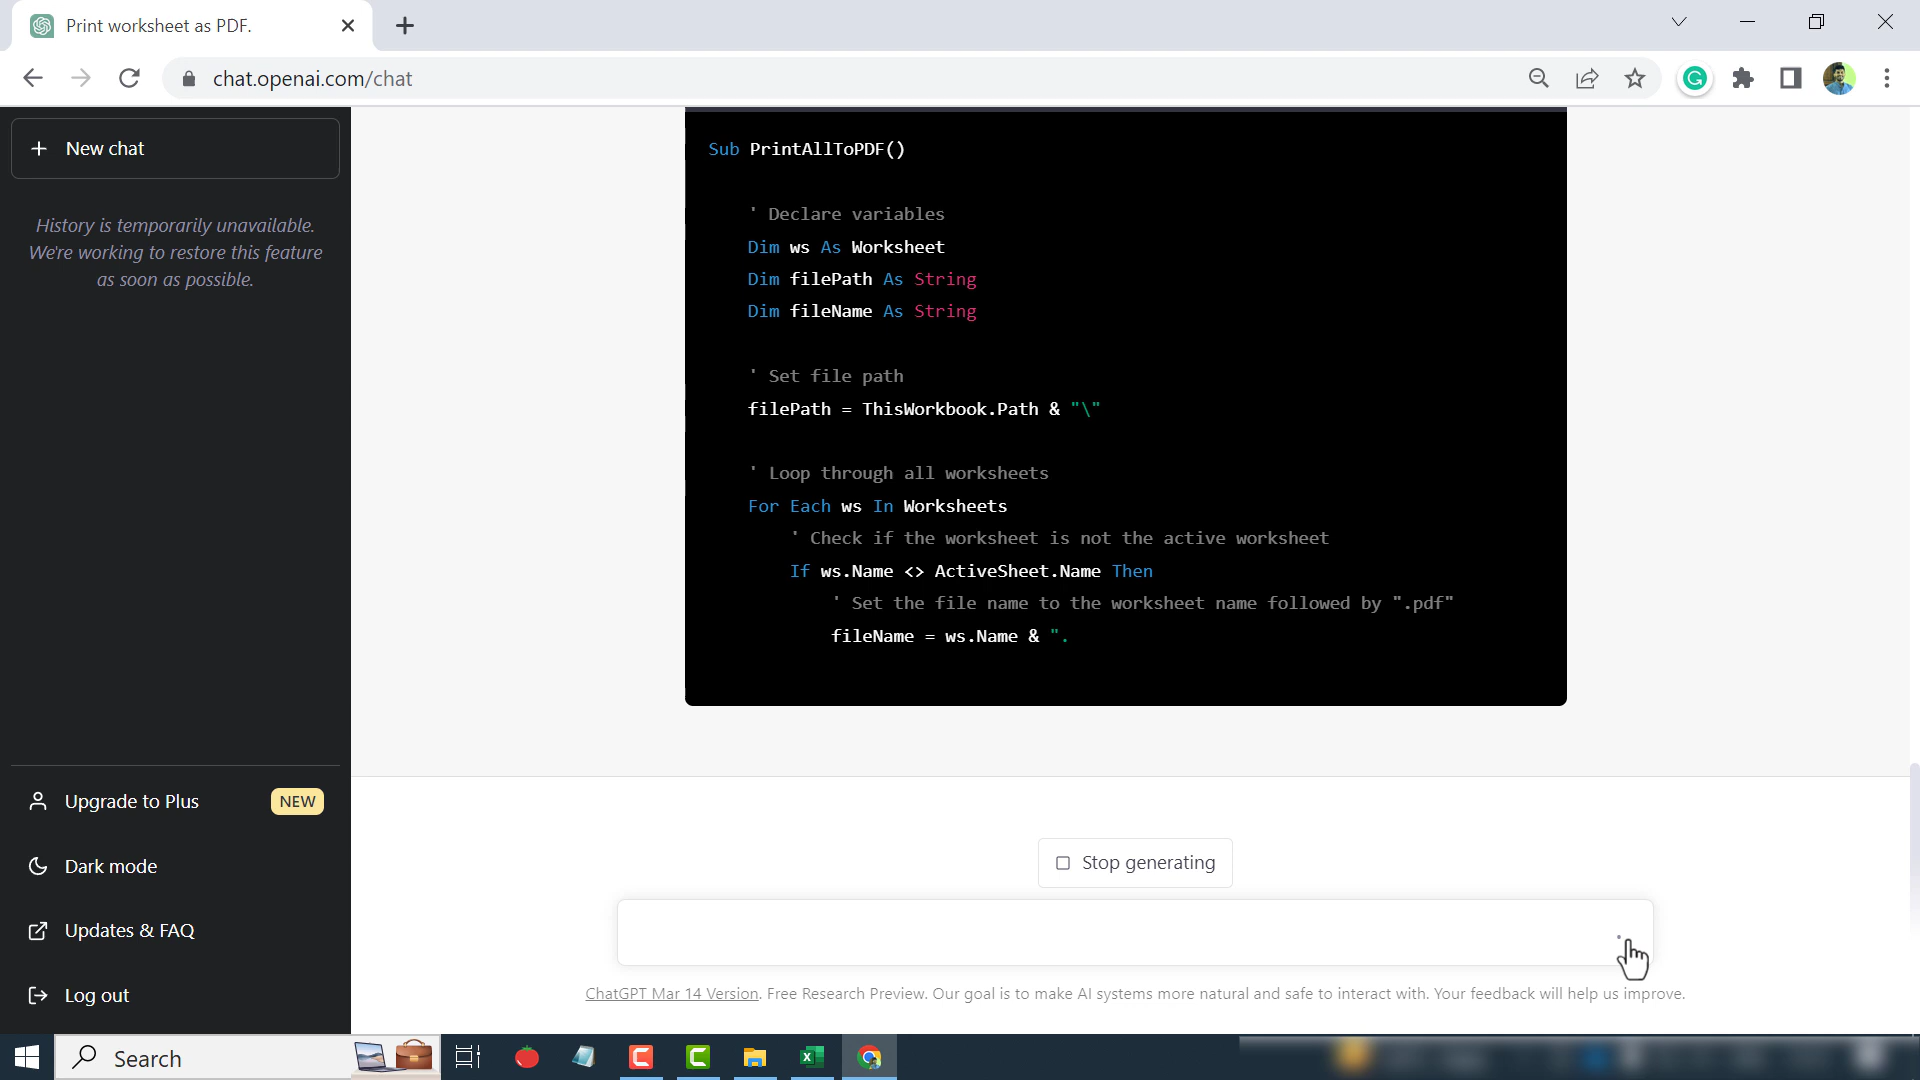 Print worksheet as PDF.
chat.openai.com/chat
New chat
History is temporarily unavailable.
We're working to restore this feature
as soon as possible.
Upgrade to Plus
NEW
Dark mode
Updates & FAQ
Log out
Sub PrintAllToPDF()
' Declare variables
Dim ws As Worksheet
Dim filePath As String
Dim fileName As String
' Set file path
filePath = ThisWorkbook.Path & "\"
' Loop through all worksheets
For Each ws In Worksheets
' Check if the worksheet is not the active worksheet
If ws.Name <> ActiveSheet.Name Then
' Set the file name to the worksheet name followed by ".pdf"
fileName = ws.Name & ".
Stop generating
ChatGPT Mar 14 Version. Free Research Preview. Our goal is to make AI systems more natural and safe to interact with. Your feedback will help us improve.
Search